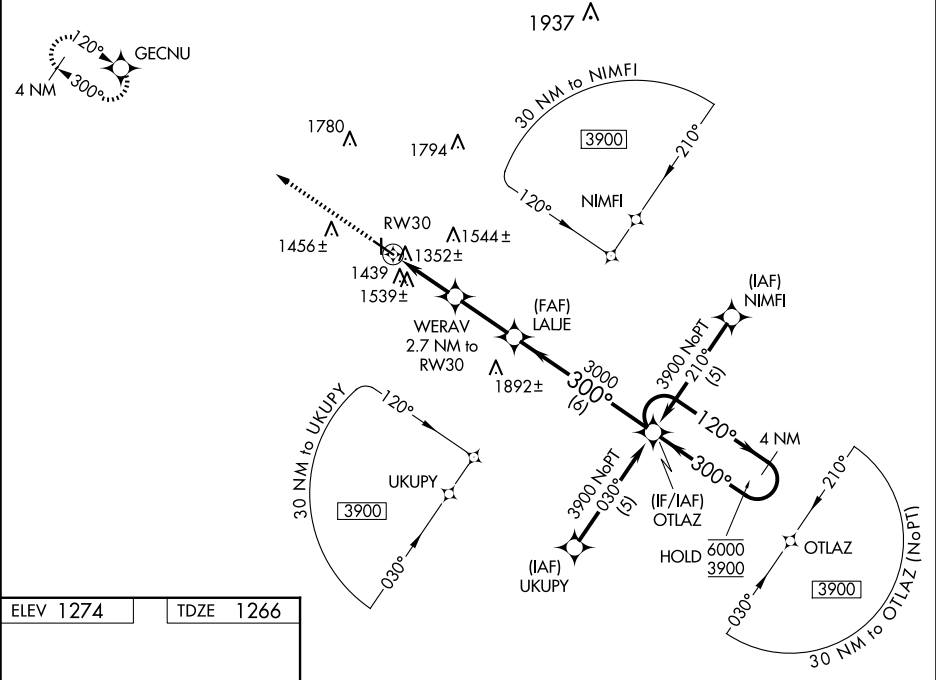 1937
120°
GECNU
4 NM
300°
30 NM to NIMFI
3900
210°
120°
NIMFI
1780
1794
RW30
1544±
1456±
1352±
1439
1539±
WERAV
2.7 NM to
RW30
(FAF)
LALJE
1892±
(IAF)
NIMFI
3900 NoPT
210°
(5)
3000
300°
(6)
120°
4 NM
300°
30 NM to UKUPY
120°
UKUPY
3900
030°
3900 NoPT
030°
(5)
(IF/IAF)
OTLAZ
HOLD
6000
3900
(IAF)
UKUPY
210°
OTLAZ
3900
030°
30 NM to OTLAZ (NoPT)
ELEV 1274
TDZE 1266